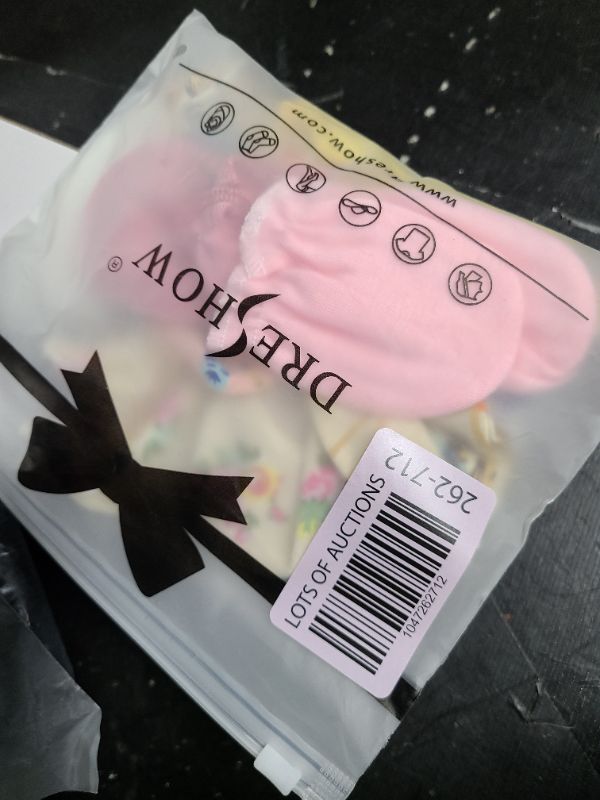 www.dreshow.com
DRESHOW®
262-712
LOTS OF AUCTIONS
1047262712